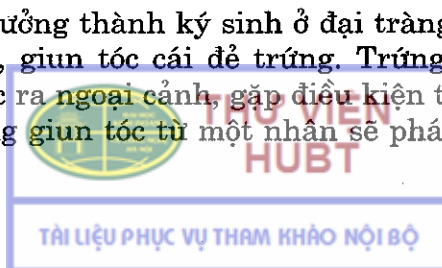 ưởng thành ký sinh ở đại tràng
, giun tóc cái đẻ trứng. Trứng
ra ngoại cảnh, gặp điều kiện t
g giun tóc từ một nhân sẽ phá
THƯ VIỆN
HUBT
TÀI LIỆU PHỤC VỤ THAM KHẢO NỘI BỘ